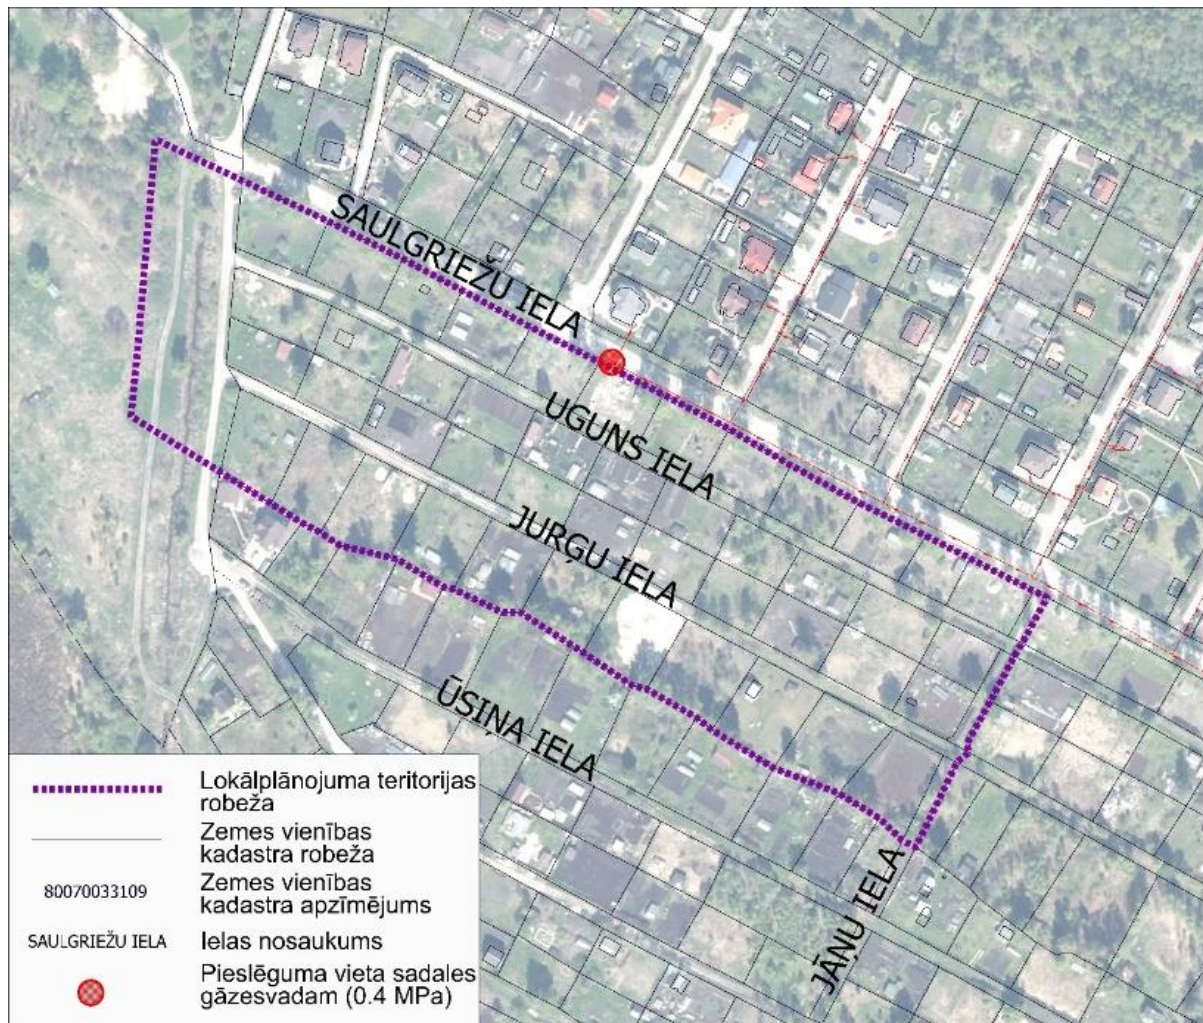 SAULGRIEŽU IELA
UGUNS IELA
JURĢU IELA
ŪSIŅA IELA
JĀŅU IELA
Lokālplānojuma teritorijas
robeža
Zemes vienības
kadastra robeža
80070033109
Zemes vienības
kadastra apzīmējums
SAULGRIEŽU IELA
Ielas nosaukums
Pieslēguma vieta sadales
gāzesvadam (0.4 MPa)